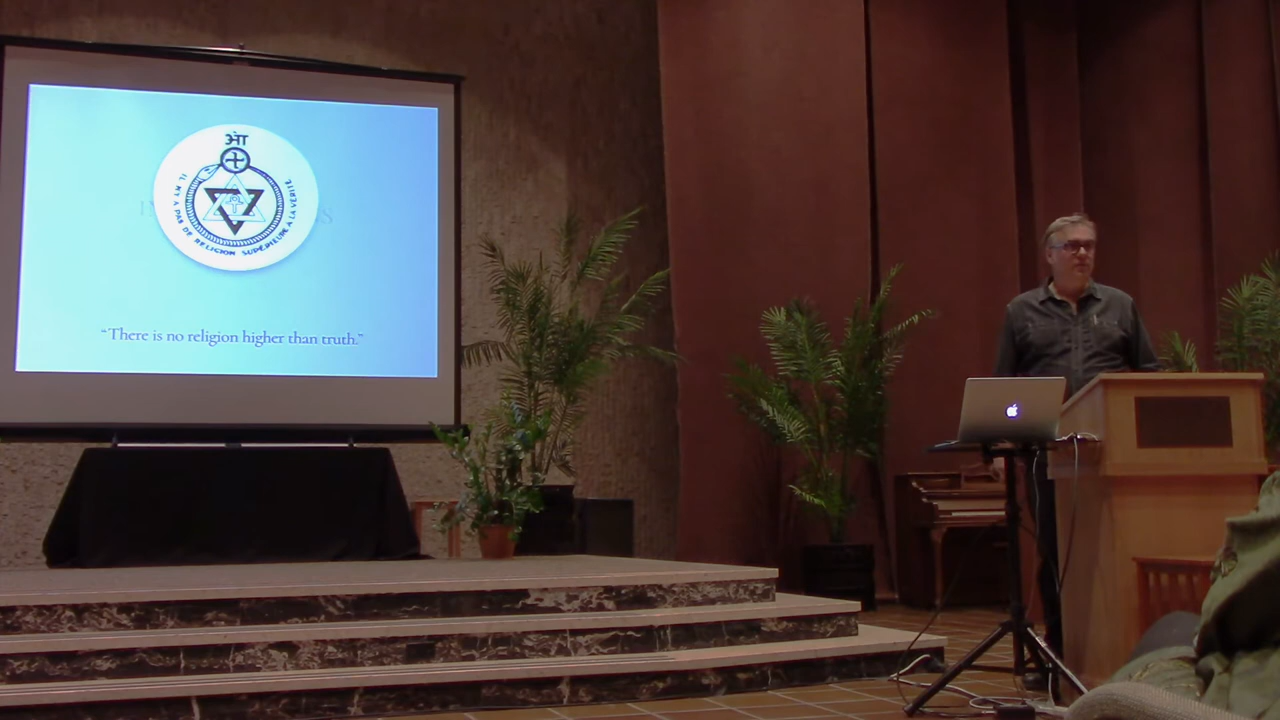 ओं
IL N'Y A PAS DE RELIGION SUPÉRIEURE À LA VÉRITÉ
“There is no religion higher than truth.”